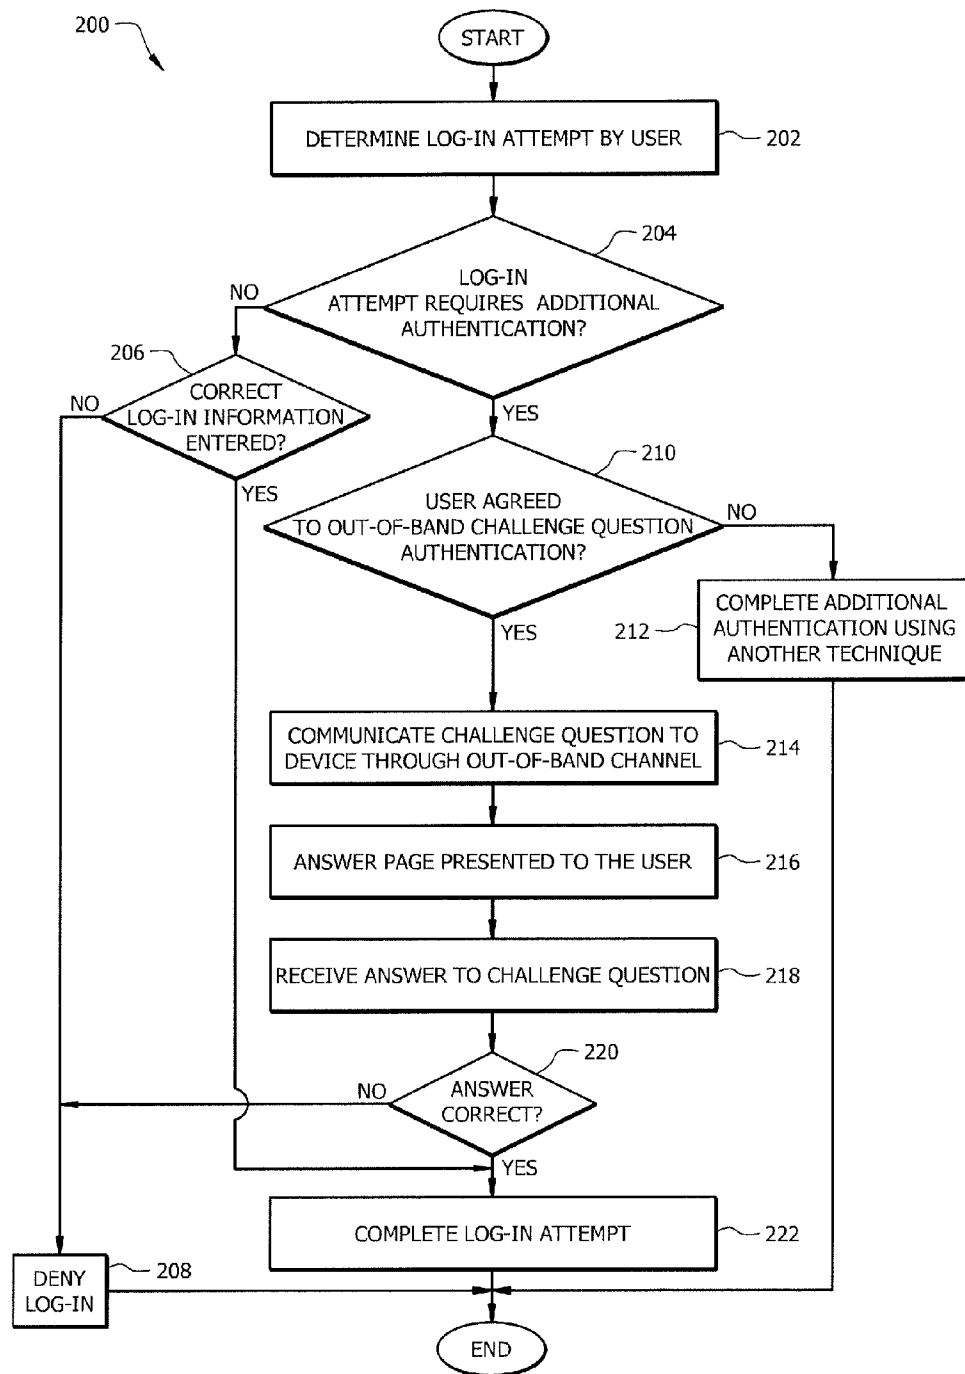 200
START
DETERMINE LOG-IN ATTEMPT BY USER
202
204
LOG-IN
ATTEMPT REQUIRES ADDITIONAL
AUTHENTICATION?
NO
YES
206
CORRECT
LOG-IN INFORMATION
ENTERED?
NO
YES
210
USER AGREED
TO OUT-OF-BAND CHALLENGE QUESTION
AUTHENTICATION?
NO
YES
212
COMPLETE ADDITIONAL
AUTHENTICATION USING
ANOTHER TECHNIQUE
COMMUNICATE CHALLENGE QUESTION TO
DEVICE THROUGH OUT-OF-BAND CHANNEL
214
ANSWER PAGE PRESENTED TO THE USER
216
RECEIVE ANSWER TO CHALLENGE QUESTION
218
220
ANSWER
CORRECT?
NO
YES
COMPLETE LOG-IN ATTEMPT
222
DENY
LOG-IN
208
END